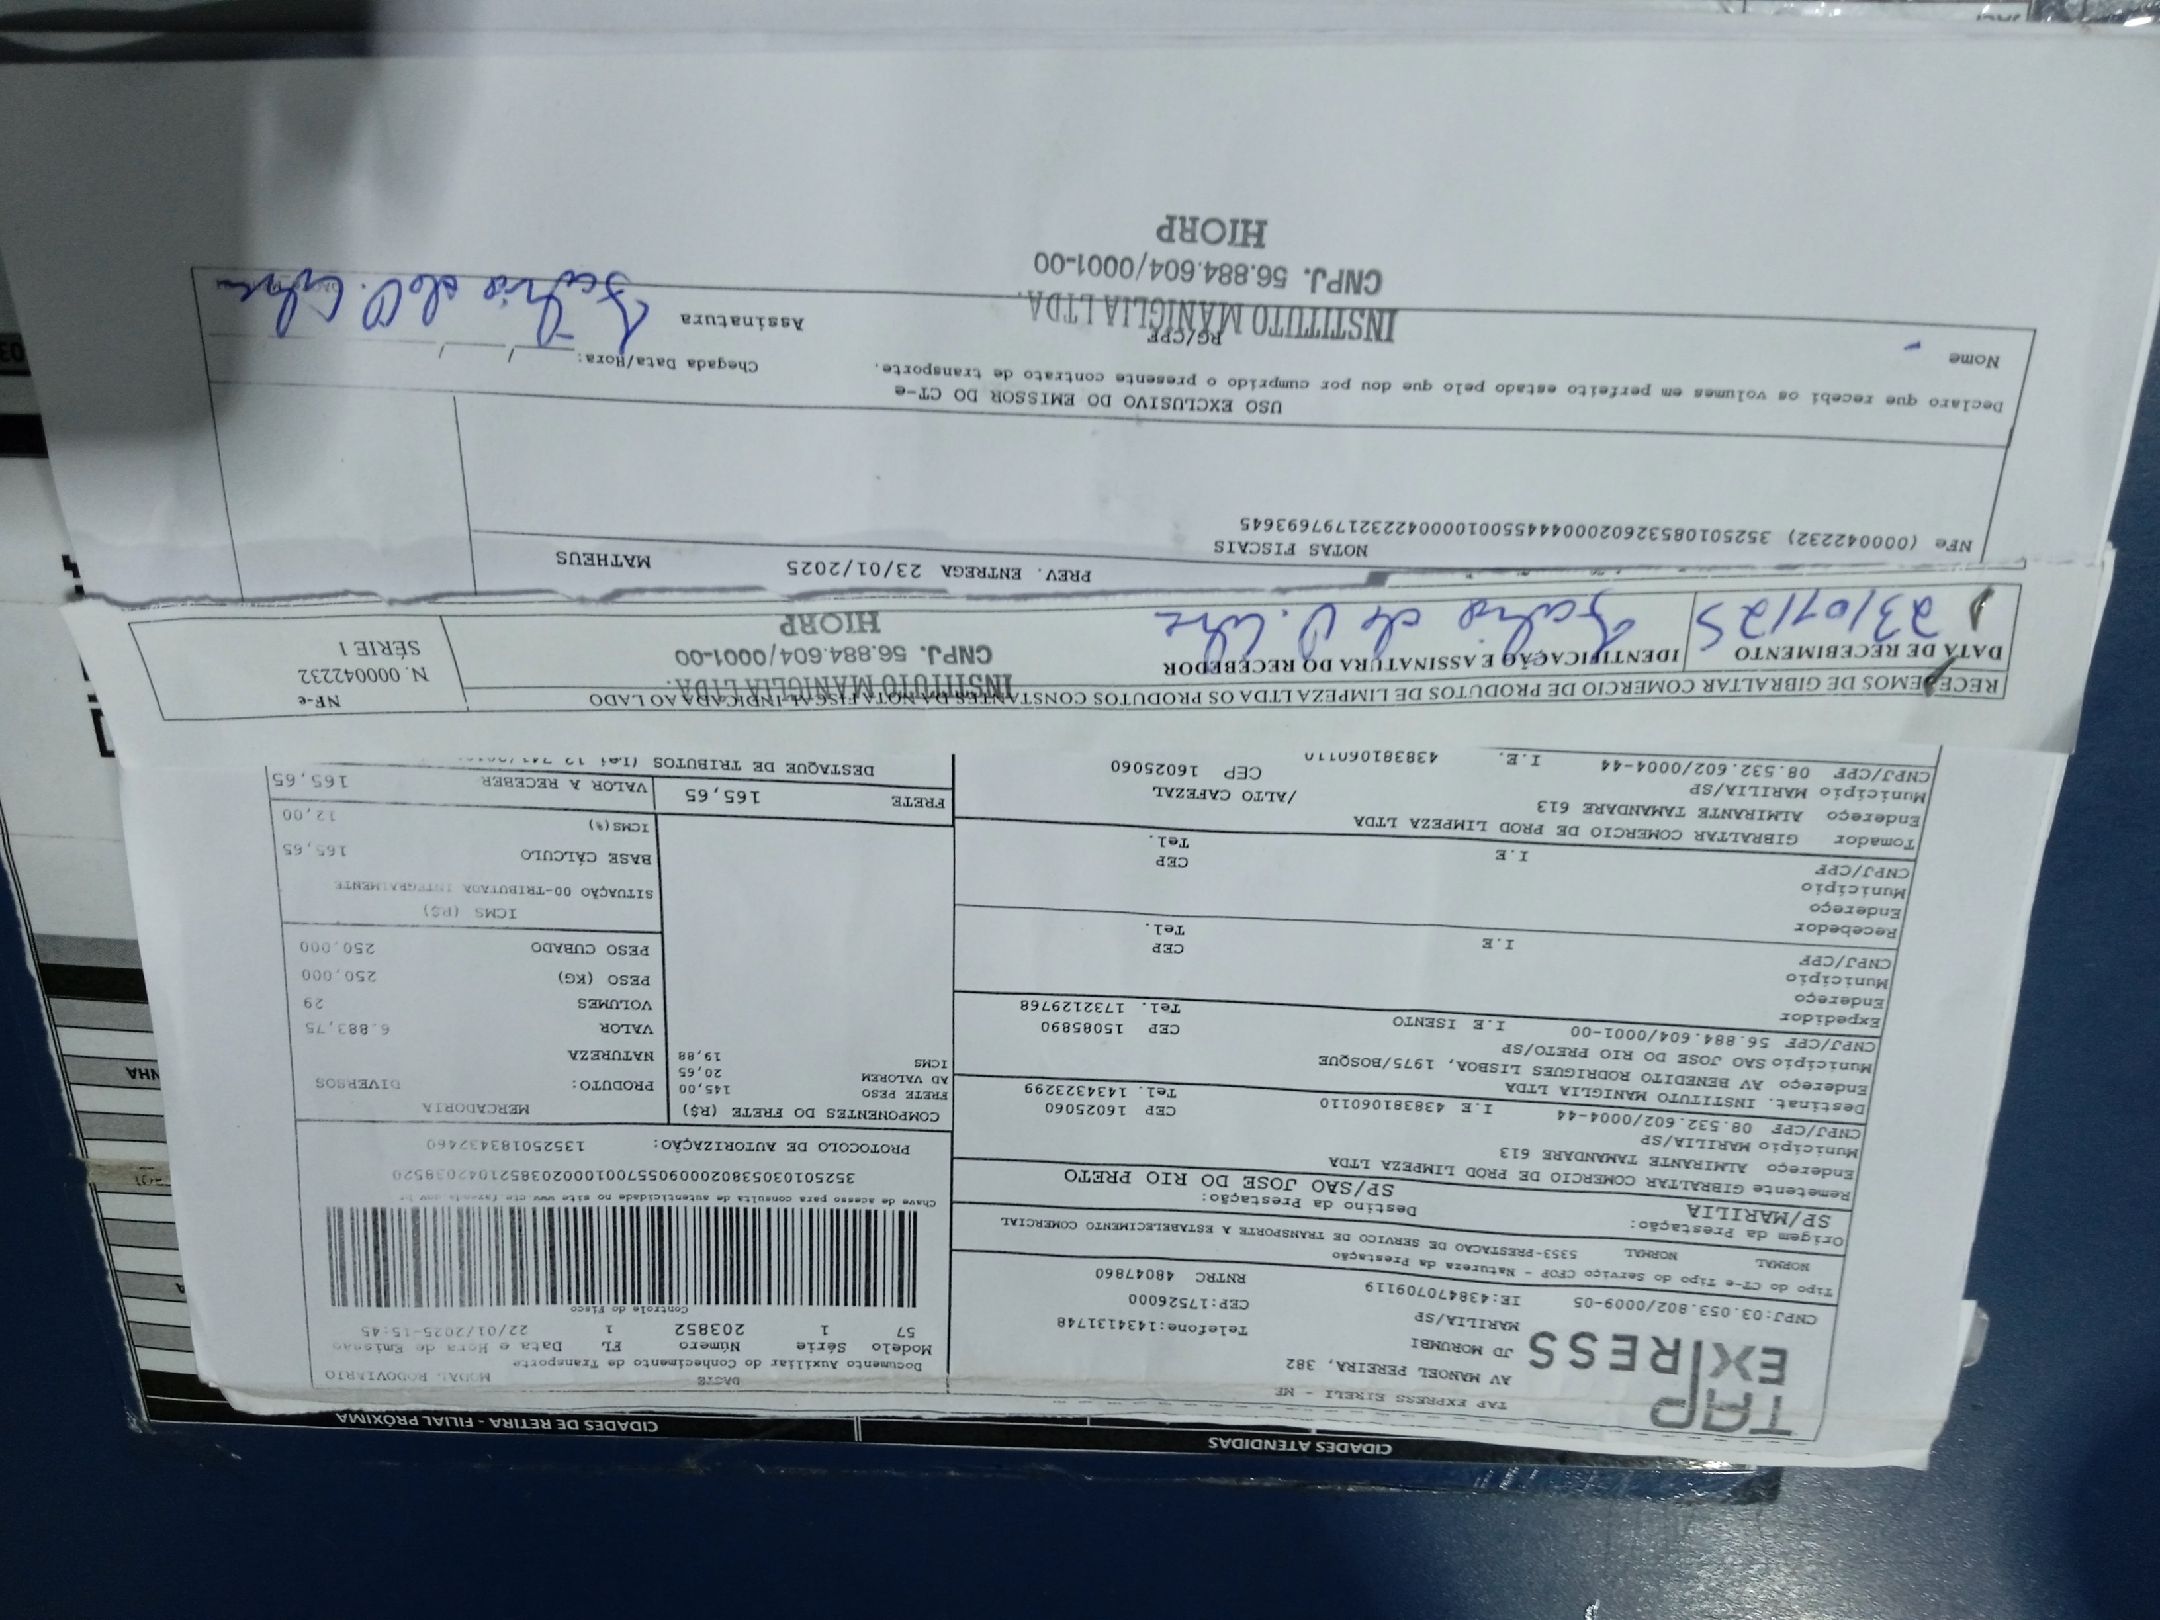 CIDADES ATENDIDAS
CIDADES DE RETIRA - FILIAL PRÓXIMA
TAP
EXPRESS
TAP EXPRESS EIRELI - MF
AV MANOEL PEREIRA, 382
JD MORUMBI
MARILIA/SP
Telefone:1434131748
CEP:17526000
CNPJ:03.053.802/0009-05
IE:438470709119
RNTRC 48047860
Tipo do CT-e Tipo do Serviço CFOP - Natureza da Prestação
NORMAL NORMAL 5353-PRESTACAO DE SERVICO DE TRANSPORTE A ESTABELECIMENTO COMERCIAL
Origem da Prestação: Destino da Prestação:
SP/MARILIA SP/SAO JOSE DO RIO PRETO
Remetente GIBRALTAR COMERCIO DE PROD LIMPEZA LTDA
Endereço ALMIRANTE TAMANDARE 613
Município MARILIA/SP CEP 16025060
CNPJ/CPF 08.532.602/0004-44 I.E 438381060110 Tel. 1434323299
Destinat. INSTITUTO MANIGLIA LTDA
Endereço AV BENEDITO RODRIGUES LISBOA, 1975/BOSQUE
Município SAO JOSE DO RIO PRETO/SP CEP 15085890
CNPJ/CPF 56.884.604/0001-00 I.E ISENTO Tel. 1732129768
Expedidor
Endereço
Município CEP
CNPJ/CPF I.E Tel.
Recebedor
Endereço
Município CEP
CNPJ/CPF I.E Tel.
Tomador GIBRALTAR COMERCIO DE PROD LIMPEZA LTDA
Endereço ALMIRANTE TAMANDARE 613 /ALTO CAFEZAL
Município MARILIA/SP CEP 16025060
CNPJ/CPF 08.532.602/0004-44 I.E. 438381060110
DACTE MODAL RODOVIÁRIO
Documento Auxiliar do Conhecimento de Transporte
Modelo Série Número FL Data e Hora de Emissão
57 1 203852 1 22/01/2025-15:45
Controle do Fisco
Chave de acesso para consulta de autenticidade no site www.cte.fazenda.gov.br
35250103053802000905570010002038521042038520
PROTOCOLO DE AUTORIZAÇÃO: 135250183437460
COMPONENTES DO FRETE (R$)
FRETE PESO 145,00
AD VALOREM 20,65
ICMS 19,88
MERCADORIA
PRODUTO: DIVERSOS
NATUREZA
VALOR 6.883,75
VOLUMES 29
PESO (KG) 250,000
PESO CUBADO 250,000
ICMS (R$)
SITUAÇÃO 00-TRIBUTADA INTEGRALMENTE
BASE CÁLCULO 165,65
ICMS(%) 12,00
FRETE 165,65
VALOR A RECEBER 165,65
DESTAQUE DE TRIBUTOS (Lei 12.741/
RECEBEMOS DE GIBRALTAR COMERCIO DE PRODUTOS DE LIMPEZA LTDA OS PRODUTOS CONSTANTES DA NOTA FISCAL INDICADA AO LADO
DATA DE RECEBIMENTO
23/01/25
IDENTIFICAÇÃO E ASSINATURA DO RECEBEDOR
INSTITUTO MANIGLIA LTDA.
CNPJ. 56.884.604/0001-00
HIORP
NF-e
N. 000042232
SÉRIE 1
PREV. ENTREGA 23/01/2025 MATHEUS
NOTAS FISCAIS
NFe (000042232) 35250108532602000444550010000422321797693645
USO EXCLUSIVO DO EMISSOR DO CT-e
Declaro que recebi os volumes em perfeito estado pelo que dou por cumprido o presente contrato de transporte.
Chegada Data/Hora: / /
Nome RG/CPF Assinatura
INSTITUTO MANIGLIA LTDA.
CNPJ. 56.884.604/0001-00
HIORP